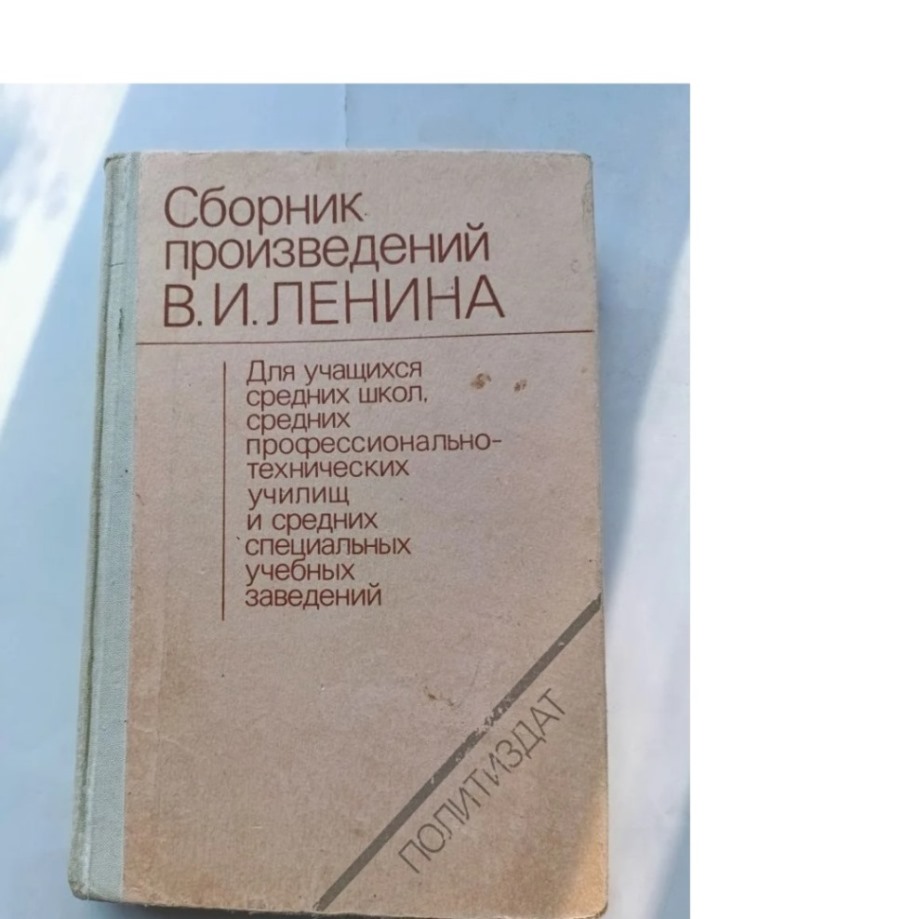 Сборник
произведений
В. И. ЛЕНИНА
Для учащихся
средних школ,
средних
профессионально-
технических
училищ
и средних
специальных
учебных
заведений
ПОЛИТИЗДАТ